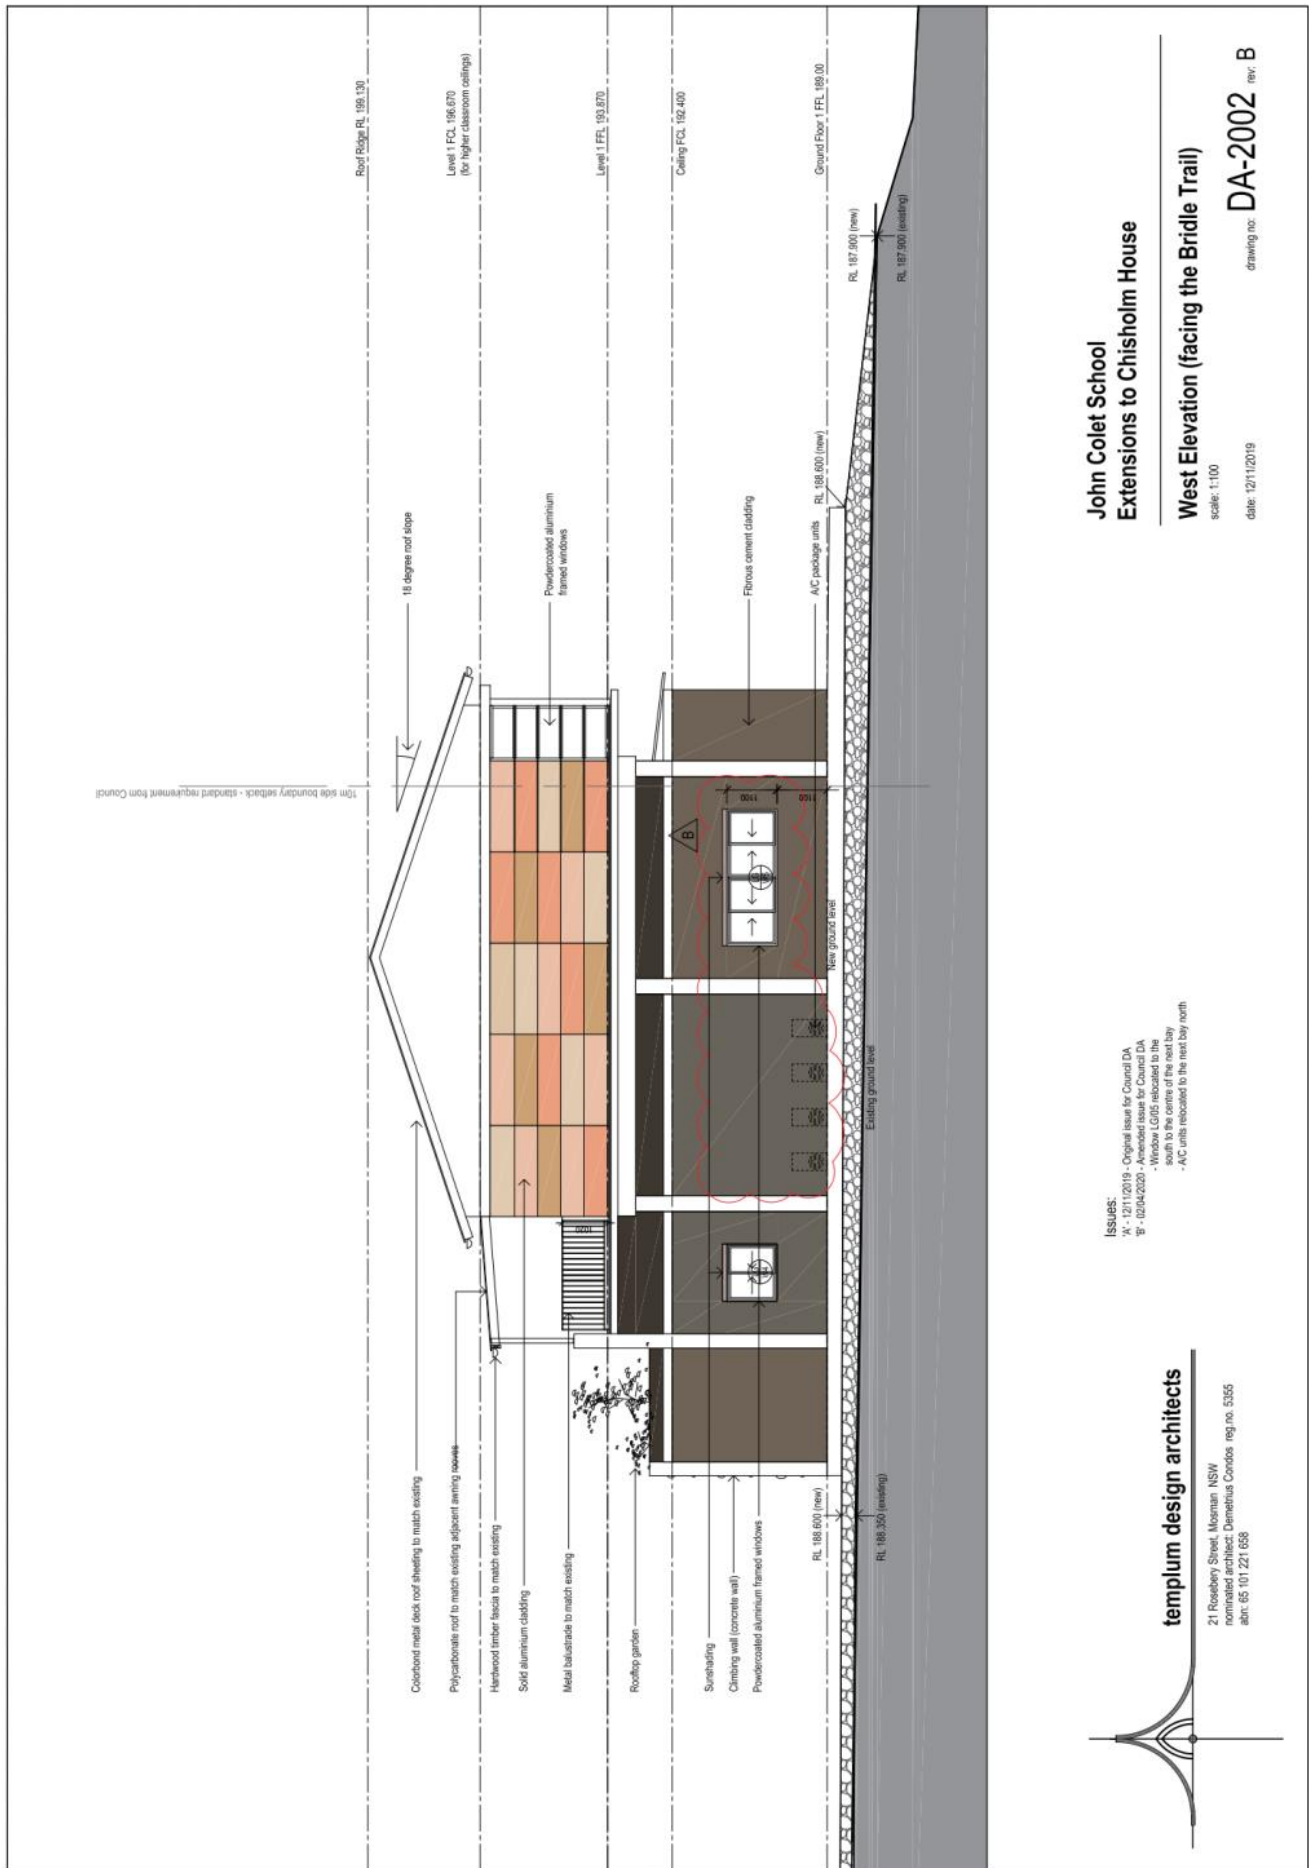 Roof Ridge RL 199.130
Level 1 FCL 196.670
(for higher classroom ceilings)
Level 1 FFL 193.870
Ceiling FCL 192.400
Ground Floor 1 FFL 189.00
10m side boundary setback - standard requirement from Council
18 degree roof slope
Powdercoated aluminium
framed windows
Fibrous cement cladding
A/C package units
RL 188.600 (new)
RL 187.900 (new)
RL 187.900 (existing)
B
1100
1100
New ground level
Existing ground level
1020
Colorbond metal deck roof sheeting to match existing
Polycarbonate roof to match existing adjacent awning rooves
Hardwood timber fascia to match existing
Solid aluminium cladding
Metal balustrade to match existing
Rooftop garden
Sunshading
Climbing wall (concrete wall)
Powdercoated aluminium framed windows
RL 188.600 (new)
RL 188.350 (existing)
templum design architects
21 Rosebery Street, Mosman NSW
nominated architect: Demetrius Condos reg.no. 5355
abn: 65 101 221 658
Issues:
'A' - 12/11/2019 - Original issue for Council DA
'B' - 02/04/2020 - Amended issue for Council DA
- Window LG/05 relocated to the
south to the centre of the next bay
- A/C units relocated to the next bay north
John Colet School
Extensions to Chisholm House
West Elevation (facing the Bridle Trail)
scale: 1:100
date: 12/11/2019
drawing no: DA-2002 rev: B